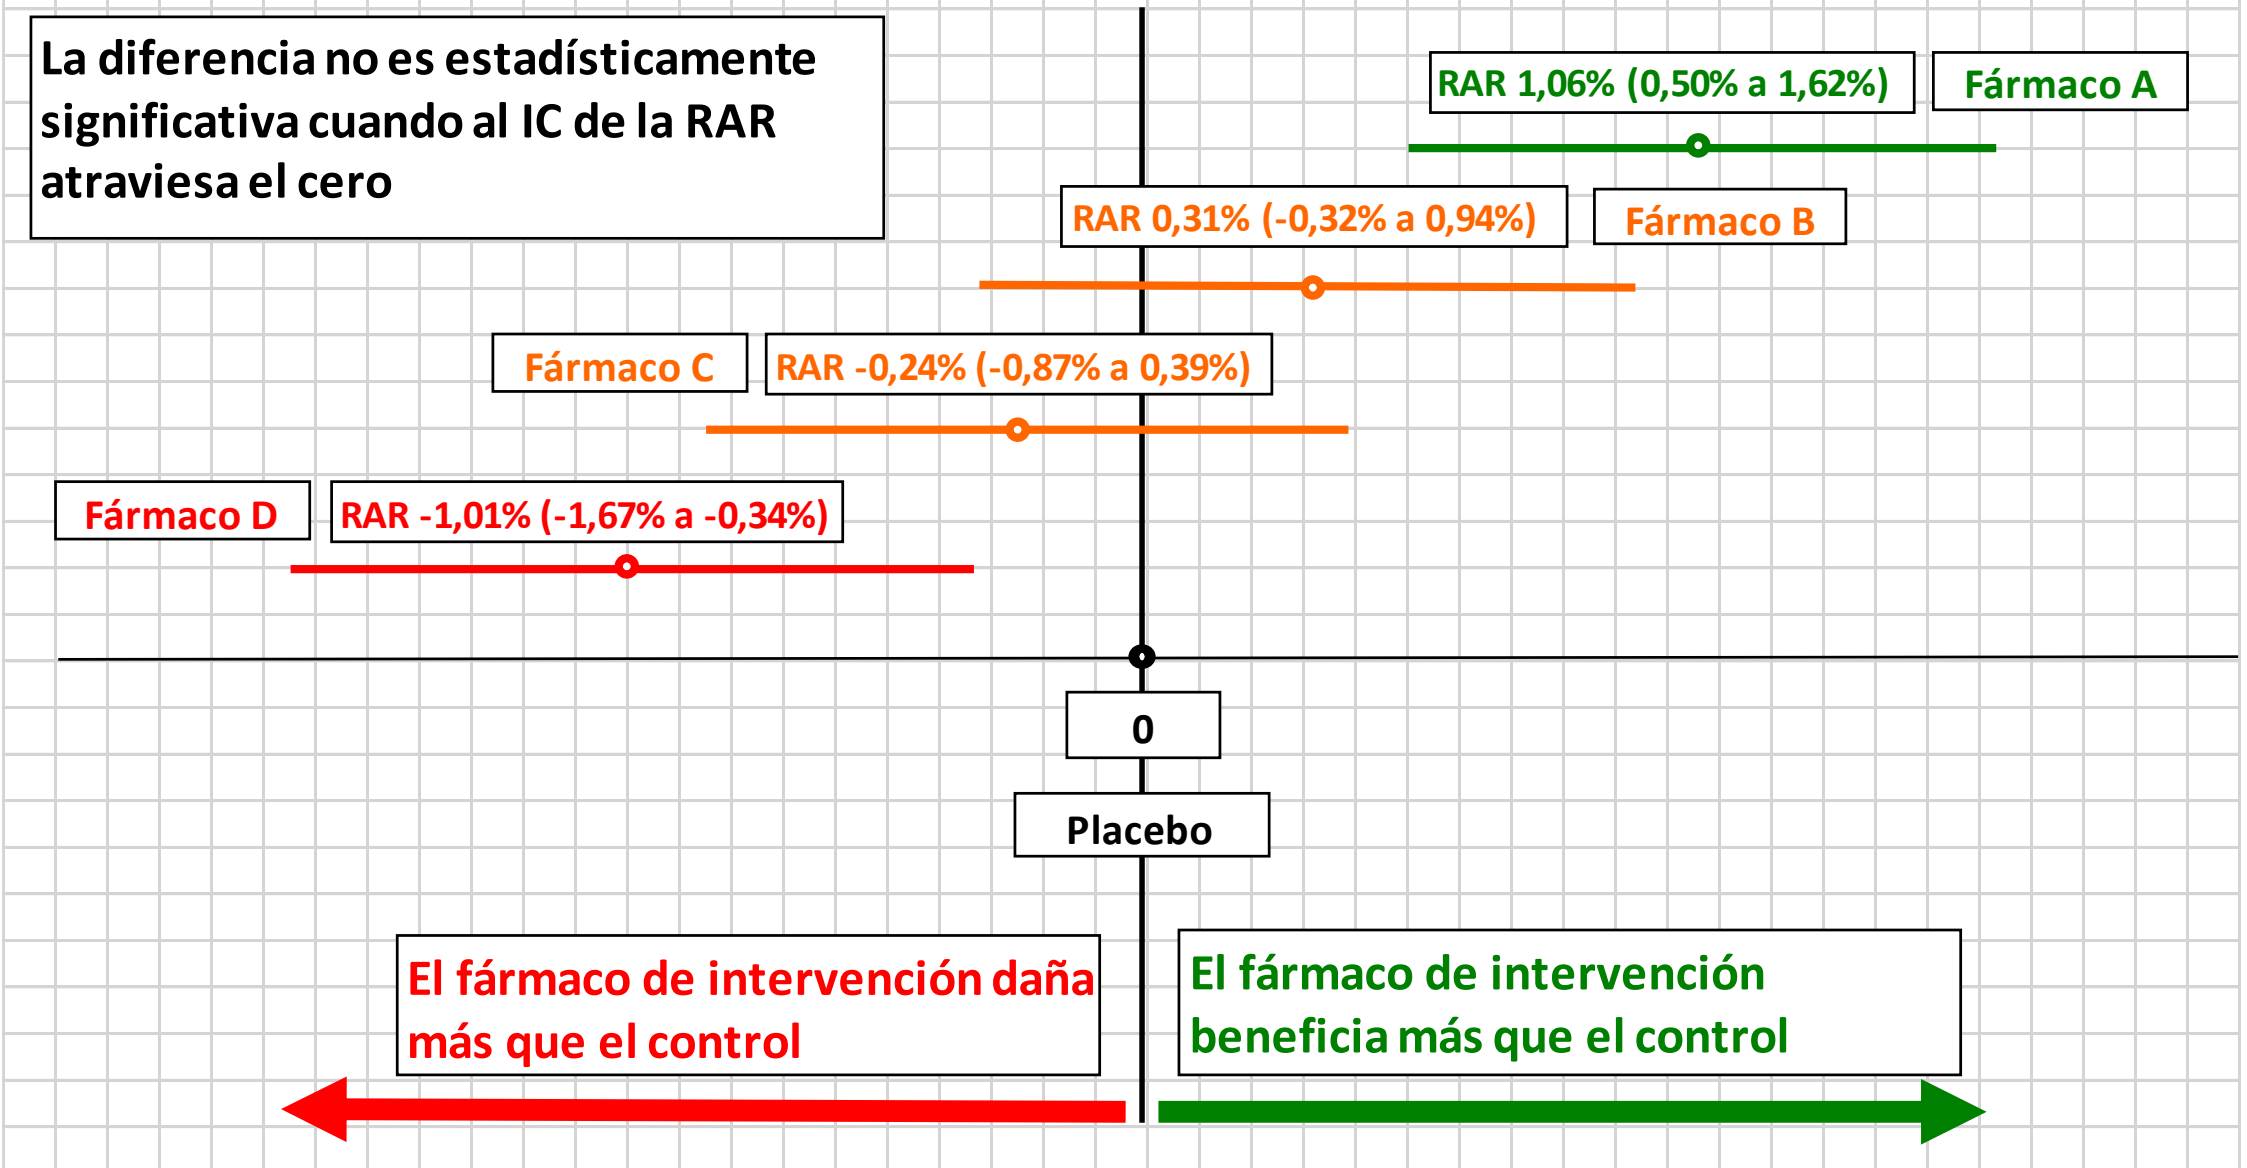 La diferencia no es estadísticamente
significativa cuando al IC de la RAR
atraviesa el cero
RAR 1,06% (0,50% a 1,62%)
Fármaco A
RAR 0,31% (-0,32% a 0,94%)
Fármaco B
Fármaco C
RAR -0,24% (-0,87% a 0,39%)
Fármaco D
RAR -1,01% (-1,67% a -0,34%)
0
Placebo
El fármaco de intervención daña
más que el control
El fármaco de intervención
beneficia más que el control